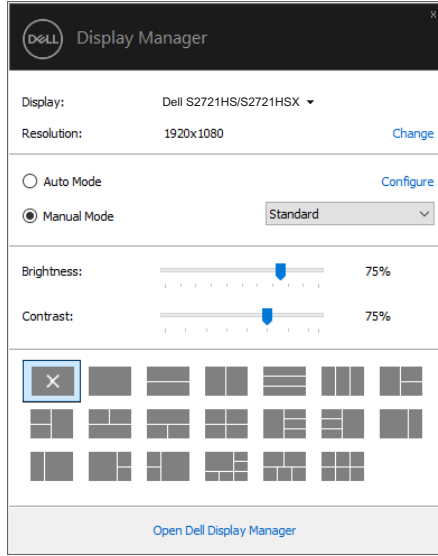 x
DELL Display Manager
Display: Dell S2721HS/S2721HSX
Resolution: 1920x1080 Change
Auto Mode Configure
Manual Mode Standard
Brightness: 75%
Contrast: 75%
Open Dell Display Manager